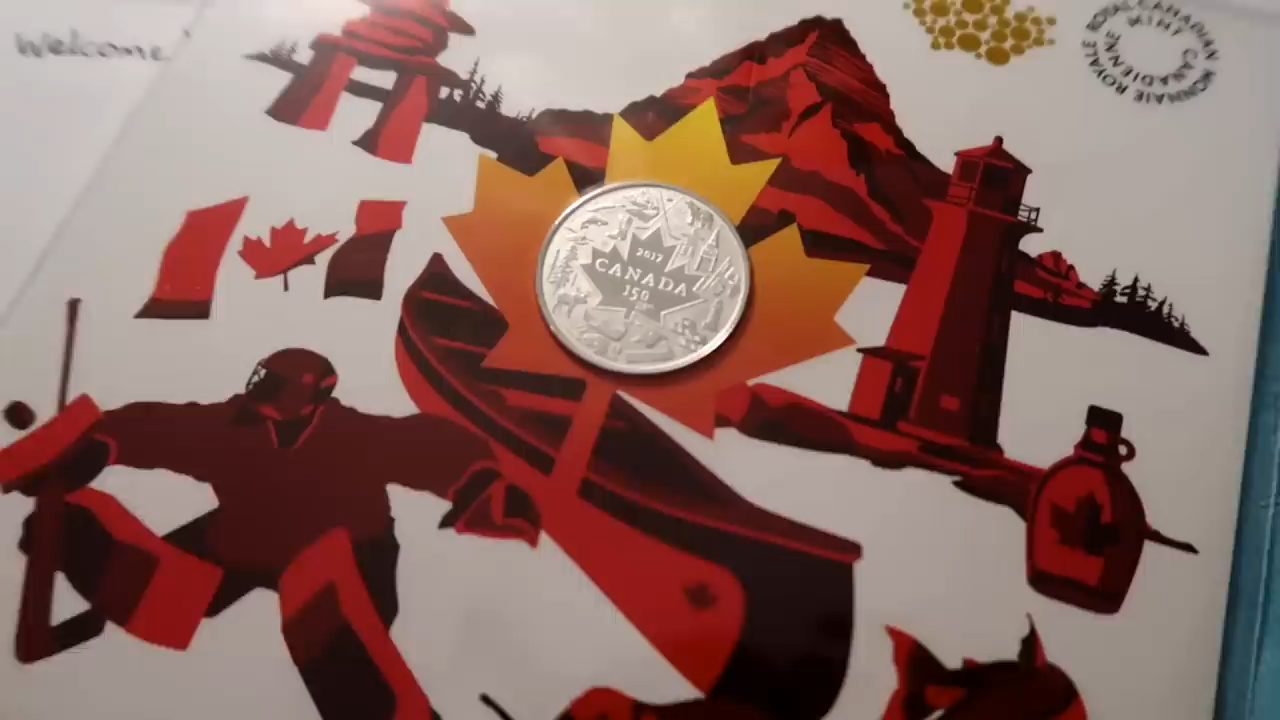 Welcome
ROYAL CANADIAN MINT
MONNAIE ROYALE CANADIENNE
2017
CANADA
150